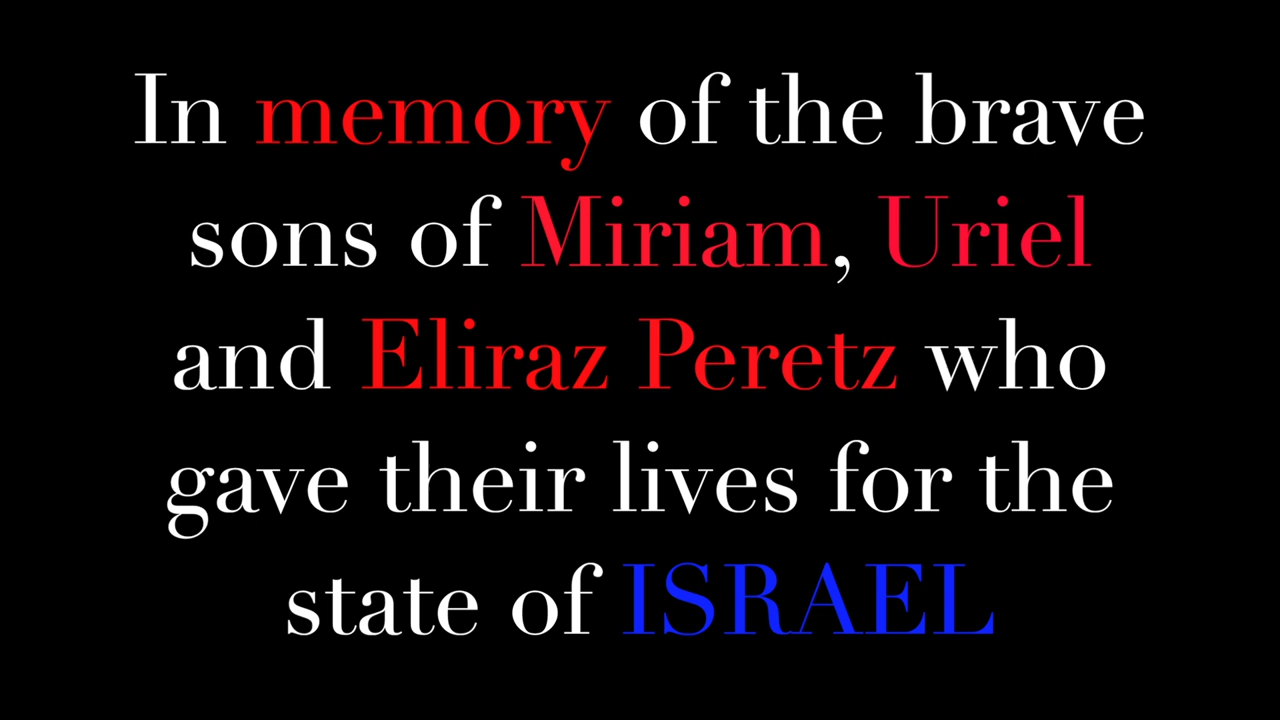 In memory of the brave
sons of Miriam, Uriel
and Eliraz Peretz who
gave their lives for the
state of ISRAEL